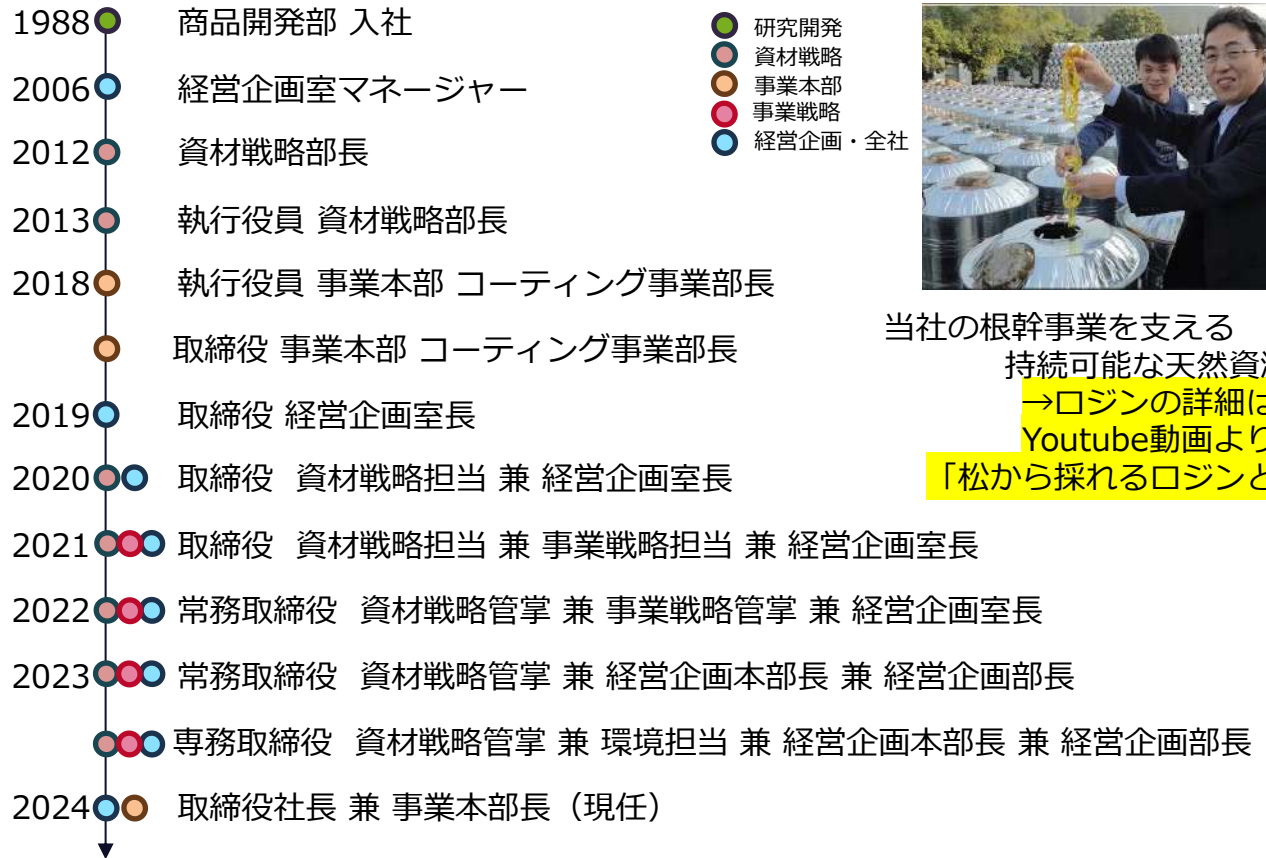 1988 商品開発部 入社
2006 経営企画室マネージャー
2012 資材戦略部長
2013 執行役員 資材戦略部長
2018 執行役員 事業本部 コーティング事業部長
取締役 事業本部 コーティング事業部長
2019 取締役 経営企画室長
2020 取締役 資材戦略担当 兼 経営企画室長
2021 取締役 資材戦略担当 兼 事業戦略担当 兼 経営企画室長
2022 常務取締役 資材戦略管掌 兼 事業戦略管掌 兼 経営企画室長
2023 常務取締役 資材戦略管掌 兼 経営企画本部長 兼 経営企画部長
専務取締役 資材戦略管掌 兼 環境担当 兼 経営企画本部長 兼 経営企画部長
2024 取締役社長 兼 事業本部長（現任）
研究開発
資材戦略
事業本部
事業戦略
経営企画・全社
当社の根幹事業を支える
持続可能な天然資
→ロジンの詳細は
Youtube動画より
「松から採れるロジンと